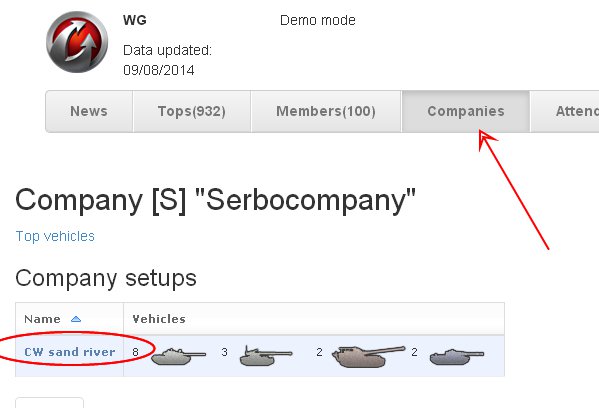 WG Demo mode
Data updated:
09/08/2014
News Tops(932) Members(100) Companies Attend
Company [S] "Serbocompany"
Top vehicles
Company setups
Name Vehicles
CW sand river 8 3 2 2